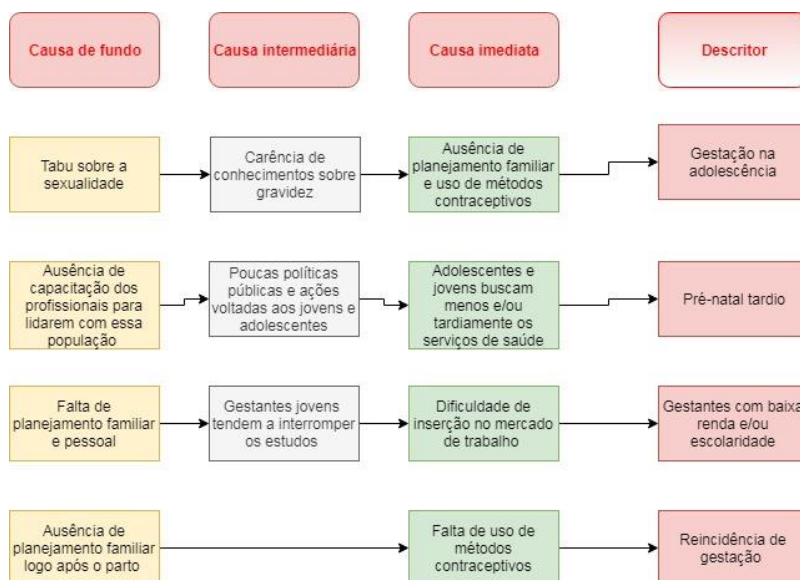 Causa de fundo
Causa intermediária
Causa imediata
Descritor
Tabu sobre a
sexualidade
Carência de
conhecimentos sobre
gravidez
Ausência de
planejamento familiar
e uso de métodos
contraceptivos
Gestação na
adolescência
Ausência de
capacitação dos
profissionais para
lidarem com essa
população
Poucas políticas
públicas e ações
voltadas aos jovens e
adolescentes
Adolescentes e
jovens buscam
menos e/ou
tardiamente os
serviços de saúde
Pré-natal tardio
Falta de
planejamento familiar
e pessoal
Gestantes jovens
tendem a interromper
os estudos
Dificuldade de
inserção no mercado
de trabalho
Gestantes com baixa
renda e/ou
escolaridade
Ausência de
planejamento familiar
logo após o parto
Falta de uso de
métodos
contraceptivos
Reincidência de
gestação